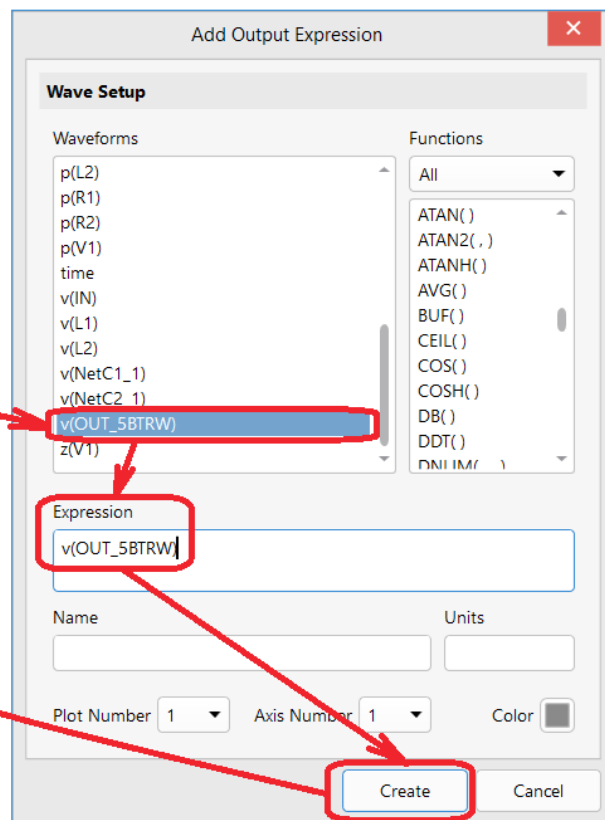 Add Output Expression
Wave Setup
Waveforms
Functions
p(L2)
p(R1)
p(R2)
p(V1)
time
v(IN)
v(L1)
v(L2)
v(NetC1_1)
v(NetC2_1)
v(OUT_5BTRW)
z(V1)
All
ATAN()
ATAN2( , )
ATANH()
AVG()
BUF()
CEIL()
COS()
COSH()
DB()
DDT()
Expression
v(OUT_5BTRW)
Name
Units
Plot Number 1
Axis Number 1
Color
Create
Cancel